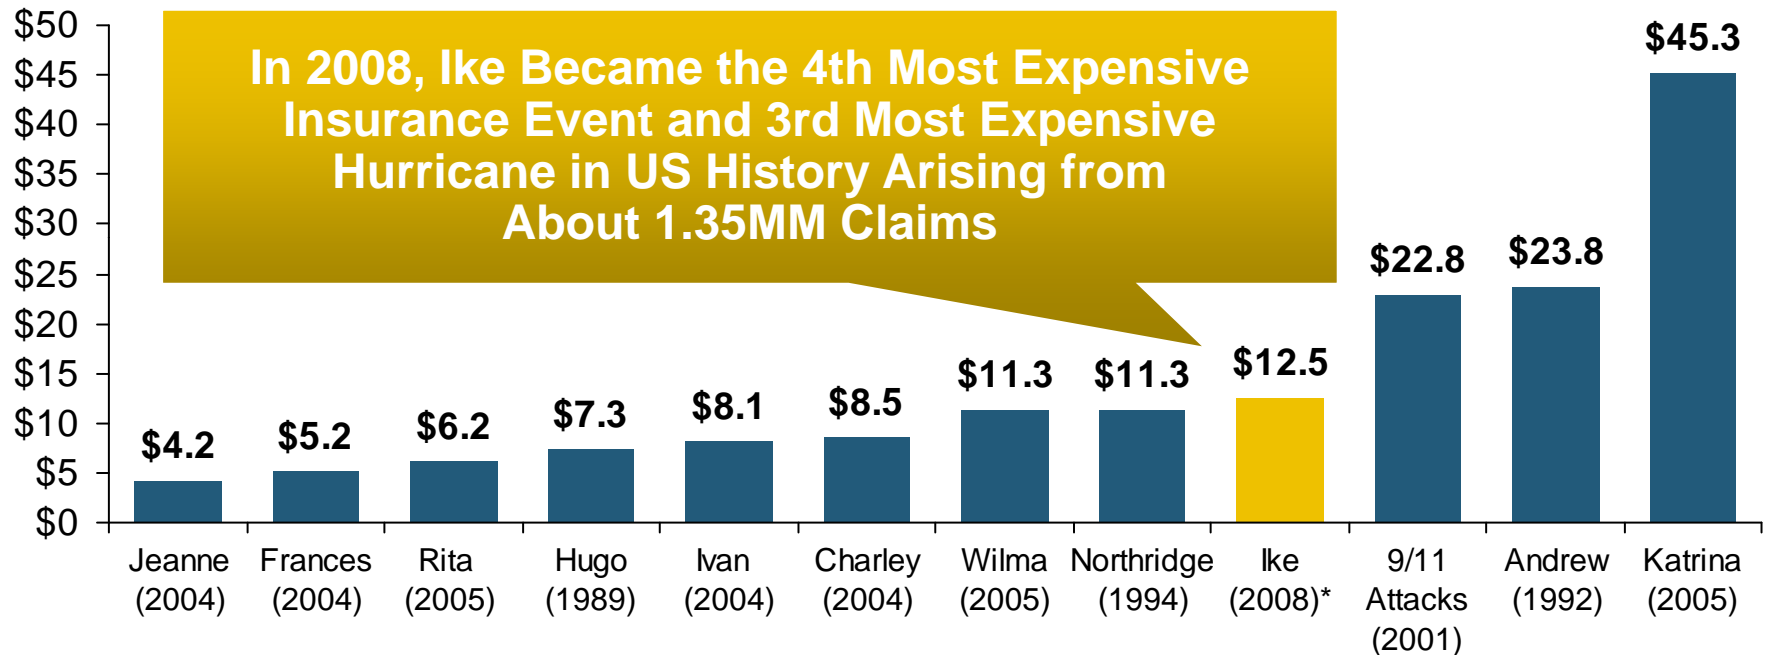 $50
$45
$40
$35
$30
$25
$20
$15
$10
$5
$0
In 2008, Ike Became the 4th Most Expensive
Insurance Event and 3rd Most Expensive
Hurricane in US History Arising from
About 1.35MM Claims
$4.2
$5.2
$6.2
$7.3
$8.1
$8.5
$11.3
$11.3
$12.5
$22.8
$23.8
$45.3
Jeanne
(2004)
Frances
(2004)
Rita
(2005)
Hugo
(1989)
Ivan
(2004)
Charley
(2004)
Wilma
(2005)
Northridge
(1994)
Ike
(2008)*
9/11
Attacks
(2001)
Andrew
(1992)
Katrina
(2005)